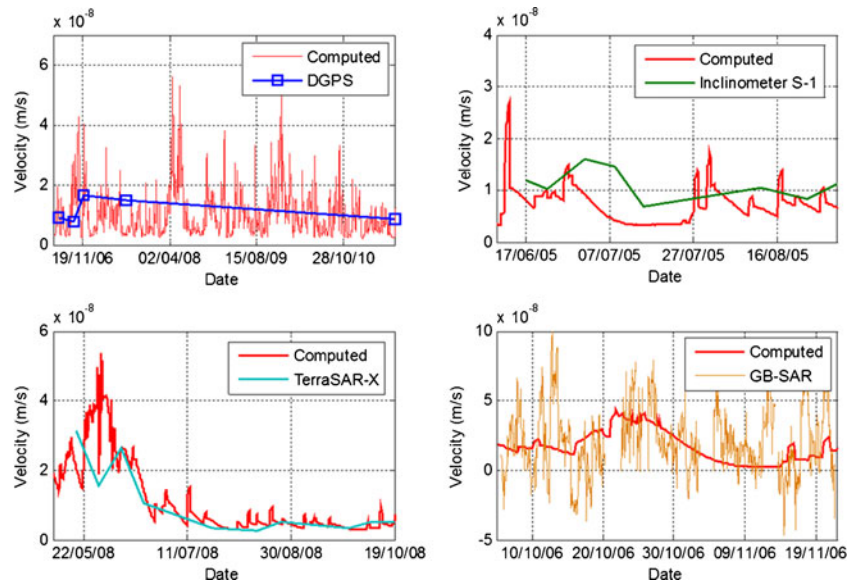 x 10⁻⁸
Velocity (m/s)
6
4
2
0
Computed
DGPS
19/11/06 02/04/08 15/08/09 28/10/10
Date
x 10⁻⁸
Velocity (m/s)
4
3
2
1
0
Computed
Inclinometer S-1
17/06/05 07/07/05 27/07/05 16/08/05
Date
x 10⁻⁸
Velocity (m/s)
6
4
2
0
Computed
TerraSAR-X
22/05/08 11/07/08 30/08/08 19/10/08
Date
x 10⁻⁸
Velocity (m/s)
10
5
0
-5
Computed
GB-SAR
10/10/06 20/10/06 30/10/06 09/11/06 19/11/06
Date